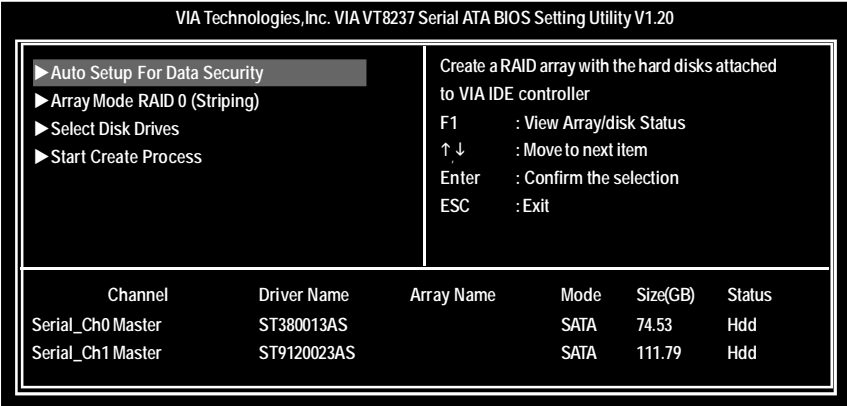 VIA Technologies,Inc. VIA VT8237 Serial ATA BIOS Setting Utility V1.20
▶Auto Setup For Data Security
▶Array Mode RAID 0 (Striping)
▶Select Disk Drives
▶Start Create Process
Create a RAID array with the hard disks attached
to VIA IDE controller
F1 : View Array/disk Status
↑↓ : Move to next item
Enter : Confirm the selection
ESC : Exit
Channel Driver Name Array Name Mode Size(GB) Status
Serial_Ch0 Master ST380013AS SATA 74.53 Hdd
Serial_Ch1 Master ST9120023AS SATA 111.79 Hdd